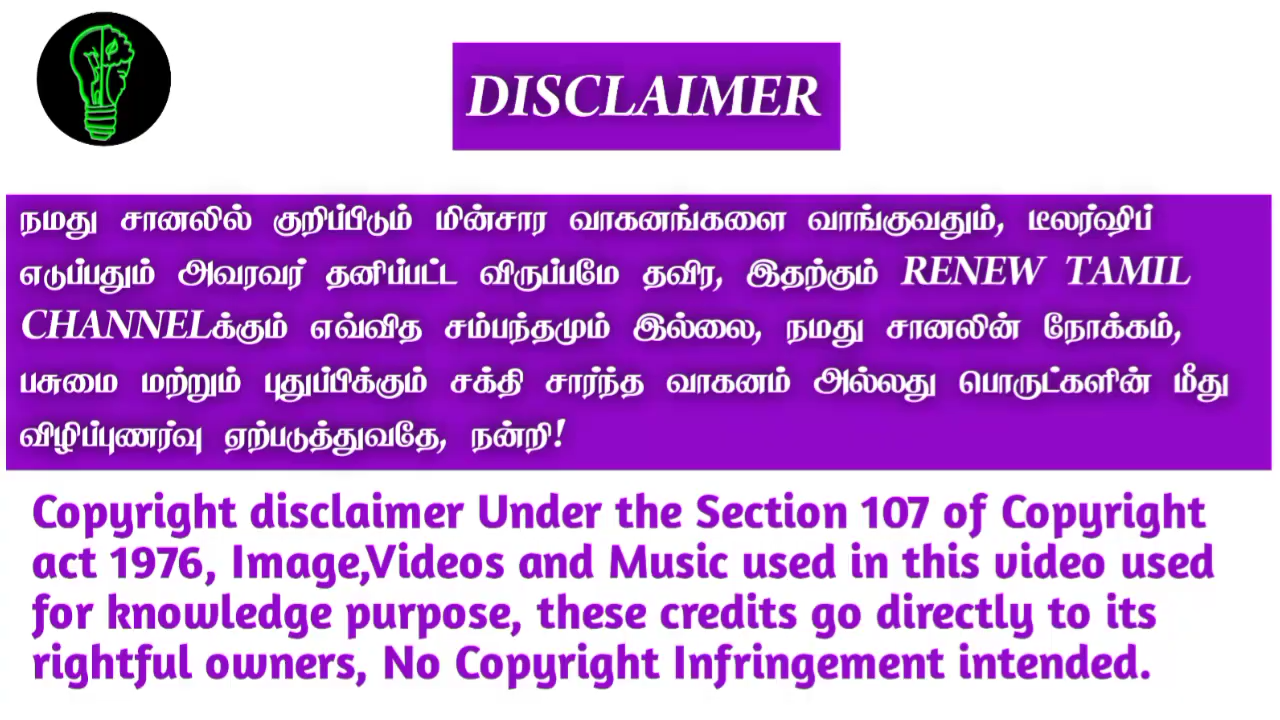 DISCLAIMER
நமது சானலில் குறிப்பிடும் மின்சார வாகனங்களை வாங்குவதும், டீலர்ஷிப்
எடுப்பதும் அவரவர் தனிப்பட்ட விருப்பமே தவிர, இதற்கும் RENEW TAMIL
CHANNELக்கும் எவ்வித சம்பந்தமும் இல்லை, நமது சானலின் நோக்கம்,
பசுமை மற்றும் புதுப்பிக்கும் சக்தி சார்ந்த வாகனம் அல்லது பொருட்களின் மீது
விழிப்புணர்வு ஏற்படுத்துவதே, நன்றி!
Copyright disclaimer Under the Section 107 of Copyright
act 1976, Image,Videos and Music used in this video used
for knowledge purpose, these credits go directly to its
rightful owners, No Copyright Infringement intended.